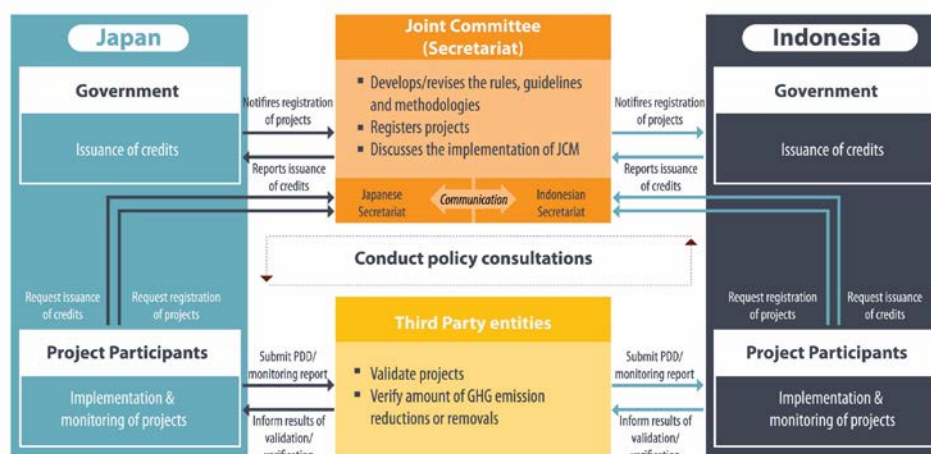 Japan
Government
Issuance of credits
Notifires registration
of projects
Reports issuance
of credits
Joint Committee
(Secretariat)
▪ Develops/revises the rules, guidelines
and methodologies
▪ Registers projects
▪ Discusses the implementation of JCM
Japanese
Secretariat
Communication
Indonesian
Secretariat
Notifires registration
of projects
Reports issuance
of credits
Indonesia
Government
Issuance of credits
Conduct policy consultations
Request issuance
of credits
Request registration
of projects
Project Participants
Implementation &
monitoring of projects
Submit PDD/
monitoring report
Inform results of
validation/
verification
Third Party entities
▪ Validate projects
▪ Verify amount of GHG emission
reductions or removals
Submit PDD/
monitoring report
Inform results of
validation/
verification
Request registration
of projects
Request issuance
of credits
Project Participants
Implementation &
monitoring of projects